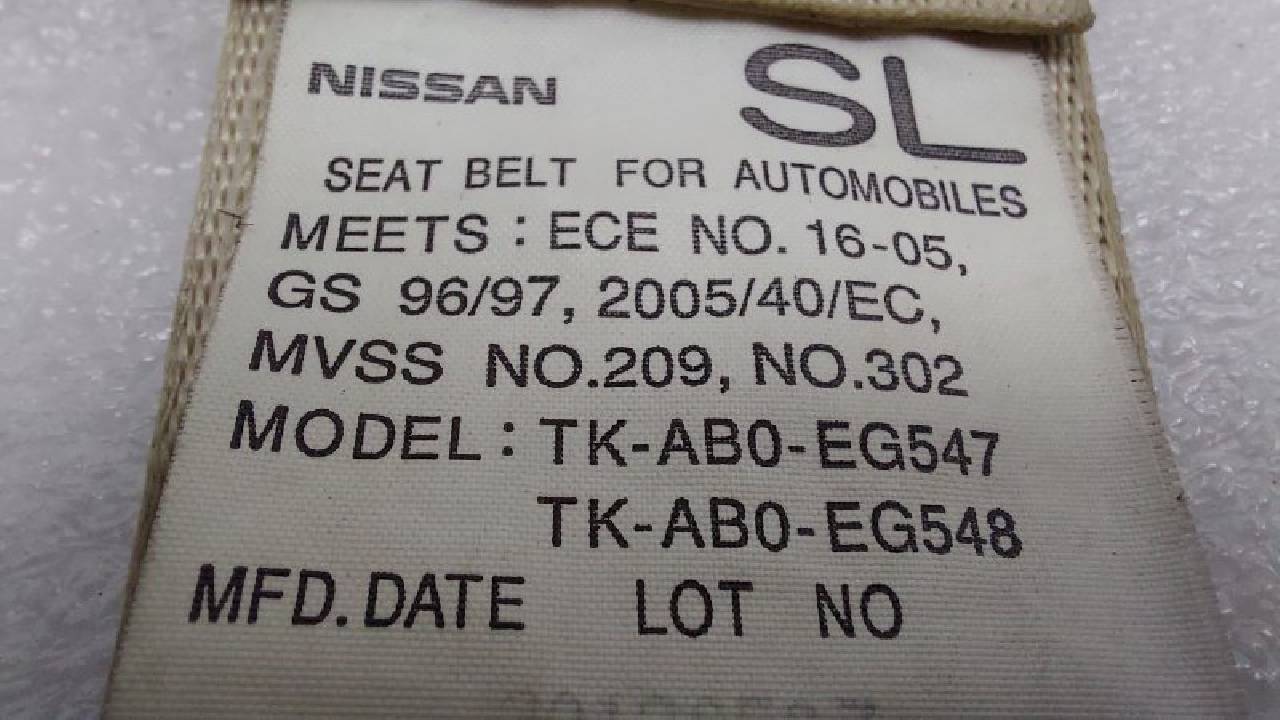 NISSAN SL
SEAT BELT FOR AUTOMOBILES
MEETS : ECE NO. 16-05,
GS 96/97, 2005/40/EC,
MVSS NO.209, NO.302
MODEL : TK-AB0-EG547
TK-AB0-EG548
MFD.DATE LOT NO